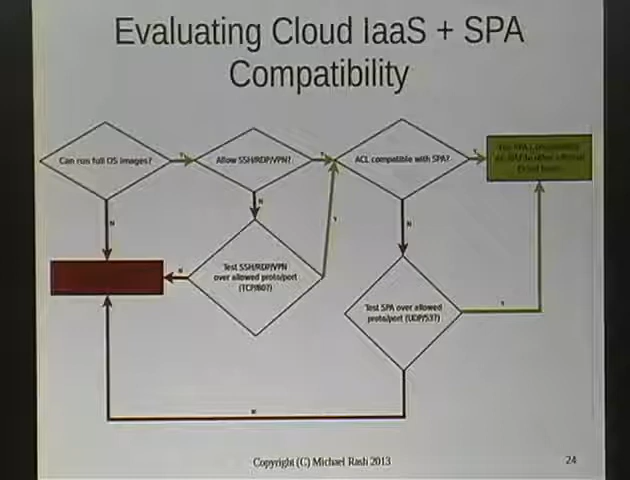 Evaluating Cloud IaaS + SPA
Compatibility
Can run full OS images?
Y
Allow SSH/RDP/VPN?
Y
ACL compatible with SPA?
Y
N
N
Y
N
Test SSH/RDP/VPN
over allowed proto/port
(TCP/80?)
N
Test SPA over allowed
proto/port (UDP/53?)
Y
N
Copyright (C) Michael Rash 2013
24